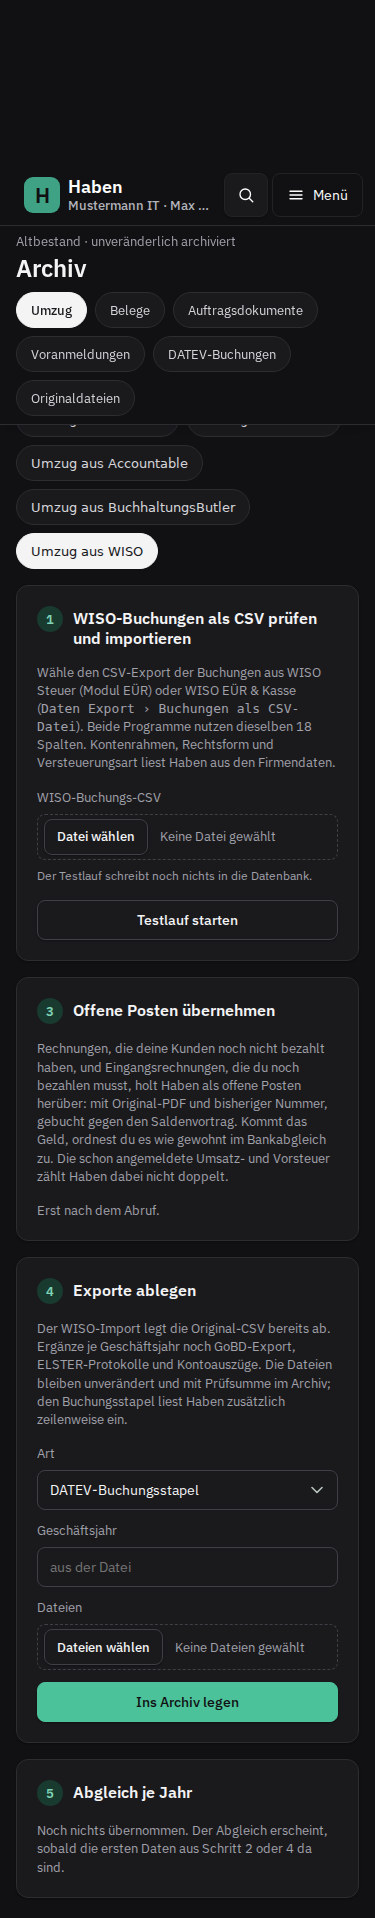 H
Haben
Mustermann IT · Max ...
Menü
Altbestand · unveränderlich archiviert
Archiv
Umzug
Belege
Auftragsdokumente
Voranmeldungen
DATEV-Buchungen
Originaldateien
Umzug aus Accountable
Umzug aus BuchhaltungsButler
Umzug aus WISO
1
WISO-Buchungen als CSV prüfen
und importieren
Wähle den CSV-Export der Buchungen aus WISO
Steuer (Modul EÜR) oder WISO EÜR & Kasse
(Daten Export › Buchungen als CSV-
Datei). Beide Programme nutzen dieselben 18
Spalten. Kontenrahmen, Rechtsform und
Versteuerungsart liest Haben aus den Firmendaten.
WISO-Buchungs-CSV
Datei wählen
Keine Datei gewählt
Der Testlauf schreibt noch nichts in die Datenbank.
Testlauf starten
3
Offene Posten übernehmen
Rechnungen, die deine Kunden noch nicht bezahlt
haben, und Eingangsrechnungen, die du noch
bezahlen musst, holt Haben als offene Posten
herüber: mit Original-PDF und bisheriger Nummer,
gebucht gegen den Saldenvortrag. Kommt das
Geld, ordnest du es wie gewohnt im Bankabgleich
zu. Die schon angemeldete Umsatz- und Vorsteuer
zählt Haben dabei nicht doppelt.
Erst nach dem Abruf.
4
Exporte ablegen
Der WISO-Import legt die Original-CSV bereits ab.
Ergänze je Geschäftsjahr noch GoBD-Export,
ELSTER-Protokolle und Kontoauszüge. Die Dateien
bleiben unverändert und mit Prüfsumme im Archiv;
den Buchungsstapel liest Haben zusätzlich
zeilenweise ein.
Art
DATEV-Buchungsstapel
Geschäftsjahr
aus der Datei
Dateien
Dateien wählen
Keine Dateien gewählt
Ins Archiv legen
5
Abgleich je Jahr
Noch nichts übernommen. Der Abgleich erscheint,
sobald die ersten Daten aus Schritt 2 oder 4 da
sind.